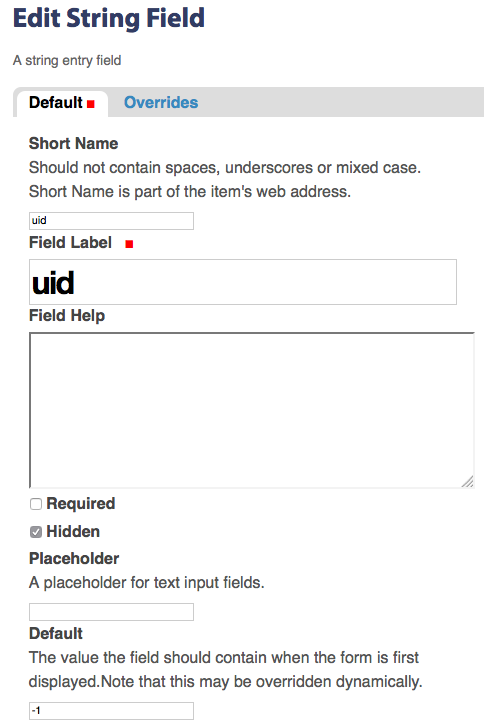 Edit String Field
A string entry field
Default
Overrides
Short Name
Should not contain spaces, underscores or mixed case.
Short Name is part of the item's web address.
uid
Field Label
uid
Field Help
Required
Hidden
Placeholder
A placeholder for text input fields.
Default
The value the field should contain when the form is first
displayed.Note that this may be overridden dynamically.
-1